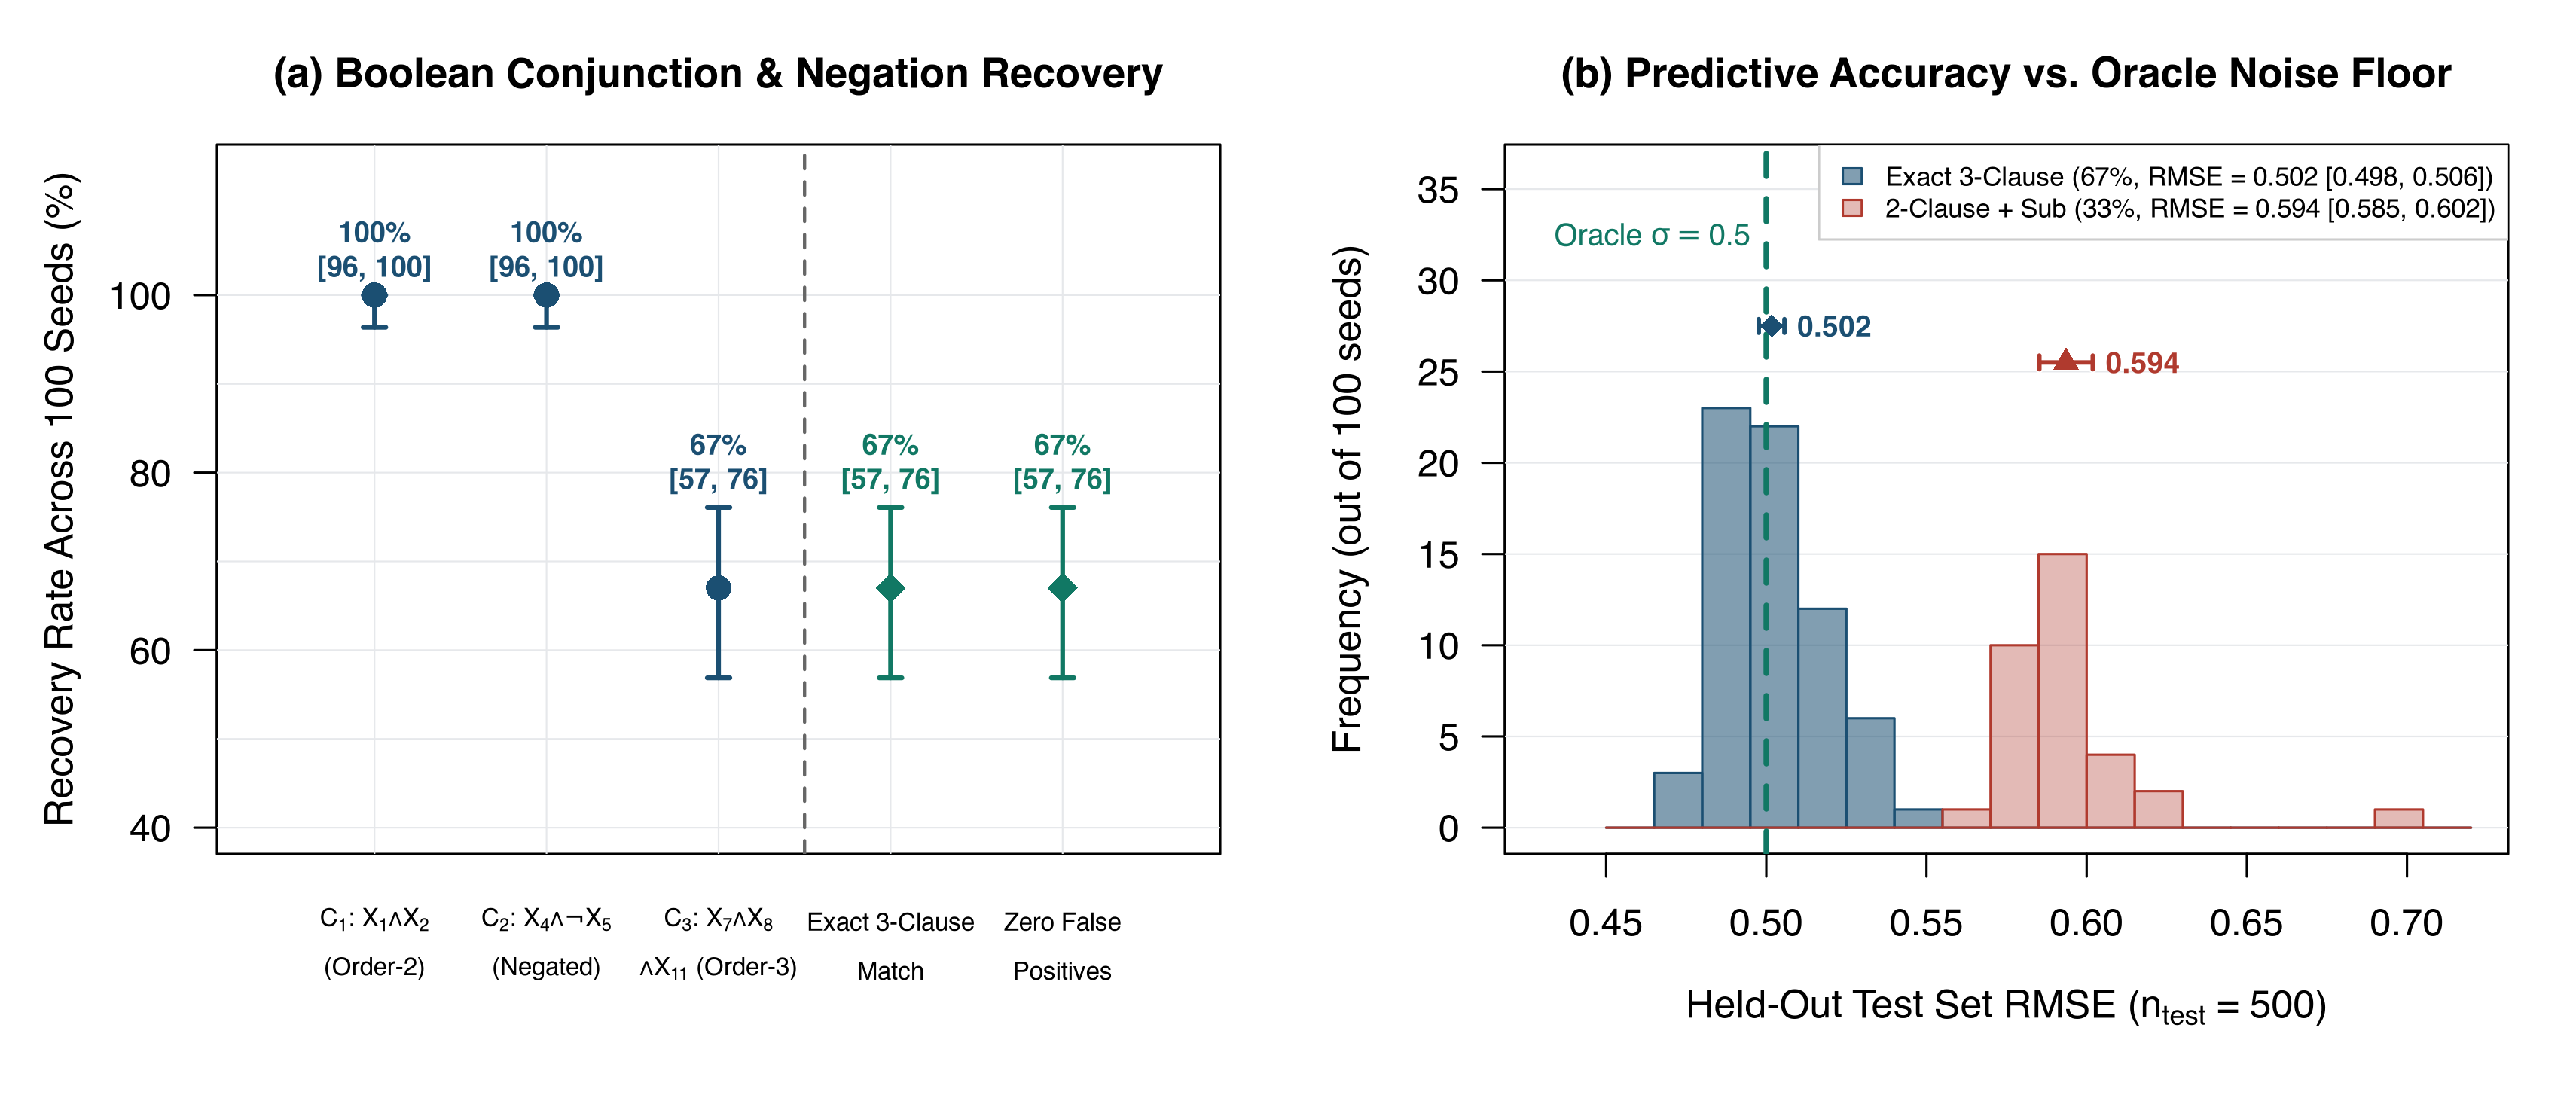 (a) Boolean Conjunction & Negation Recovery
Recovery Rate Across 100 Seeds (%)
100
80
60
40
100%
[96, 100]
100%
[96, 100]
67%
[57, 76]
67%
[57, 76]
67%
[57, 76]
C₁: X₁∧X₂
(Order-2)
C₂: X₄∧¬X₅
(Negated)
C₃: X₇∧X₈
∧X₁₁ (Order-3)
Exact 3-Clause
Match
Zero False
Positives
(b) Predictive Accuracy vs. Oracle Noise Floor
Frequency (out of 100 seeds)
35
30
25
20
15
10
5
0
Exact 3-Clause (67%, RMSE = 0.502 [0.498, 0.506])
2-Clause + Sub (33%, RMSE = 0.594 [0.585, 0.602])
Oracle σ = 0.5
0.502
0.594
0.45
0.50
0.55
0.60
0.65
0.70
Held-Out Test Set RMSE (n_test = 500)